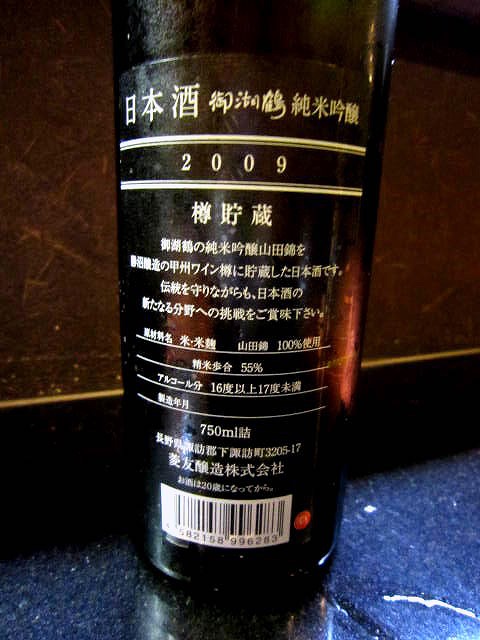 日本酒 御湖鶴 純米吟醸
2009
樽貯蔵
御湖鶴の純米吟醸山田錦を
勝沼醸造の甲州ワイン樽に貯蔵した日本酒です。
伝統を守りながらも、日本酒の
新たなる分野への挑戦をご賞味下さい。
原材料名 米・米麹 山田錦 100%使用
精米歩合 55%
アルコール分 16度以上17度未満
製造年月
750ml詰
長野県諏訪郡下諏訪町3205-17
菱友醸造株式会社
お酒は20歳になってから。
4582158996283